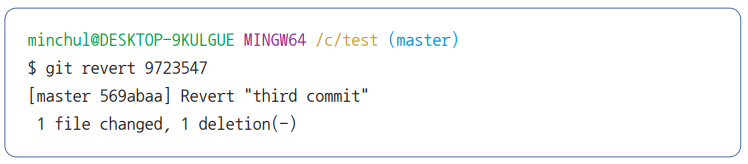 minchul@DESKTOP-9KULGUE MINGW64 /c/test (master)
$ git revert 9723547
[master 569abaa] Revert "third commit"
 1 file changed, 1 deletion(-)